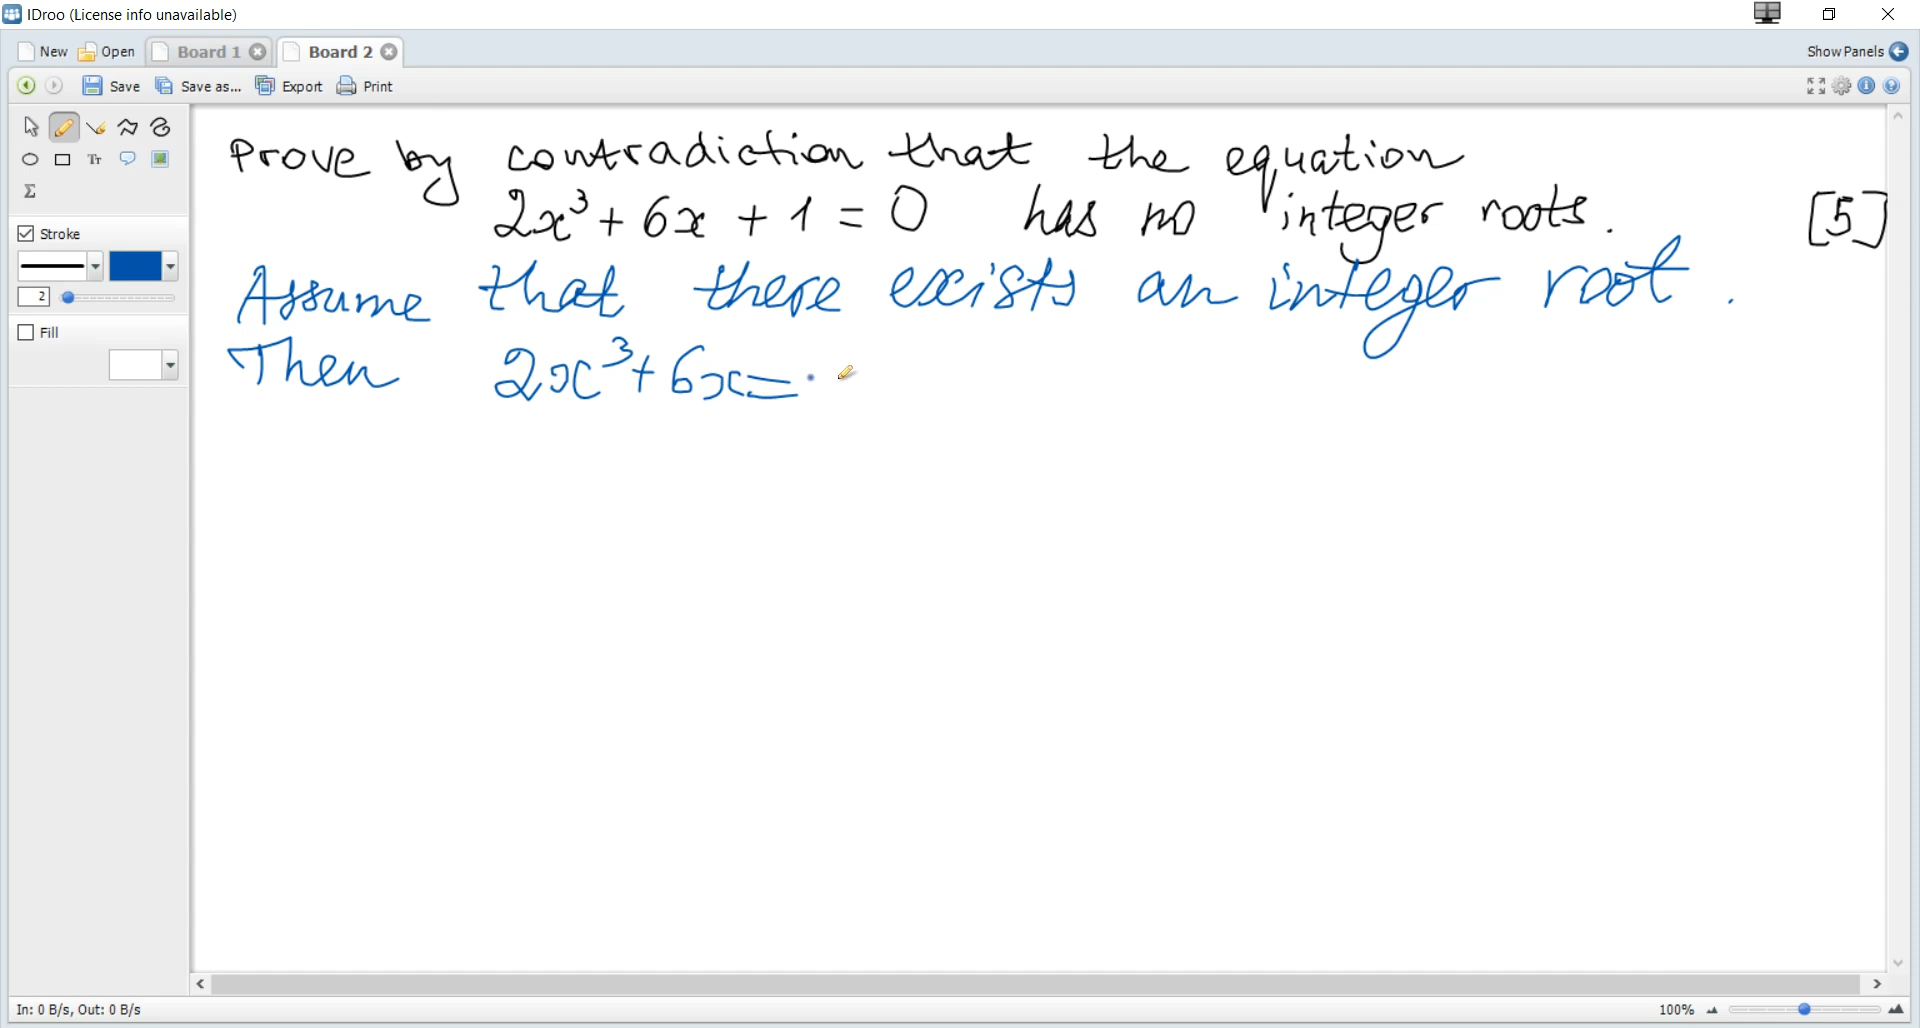 IDroo (License info unavailable)
New Open Board 1 Board 2 Show Panels
Save Save as... Export Print
Tт
Σ
Stroke
2
Fill
Prove by contradiction that the equation
2x³ + 6x + 1 = 0 has no integer roots. [5]
Assume that there exists an integer root.
Then 2x³ + 6x =
In: 0 B/s, Out: 0 B/s 100%